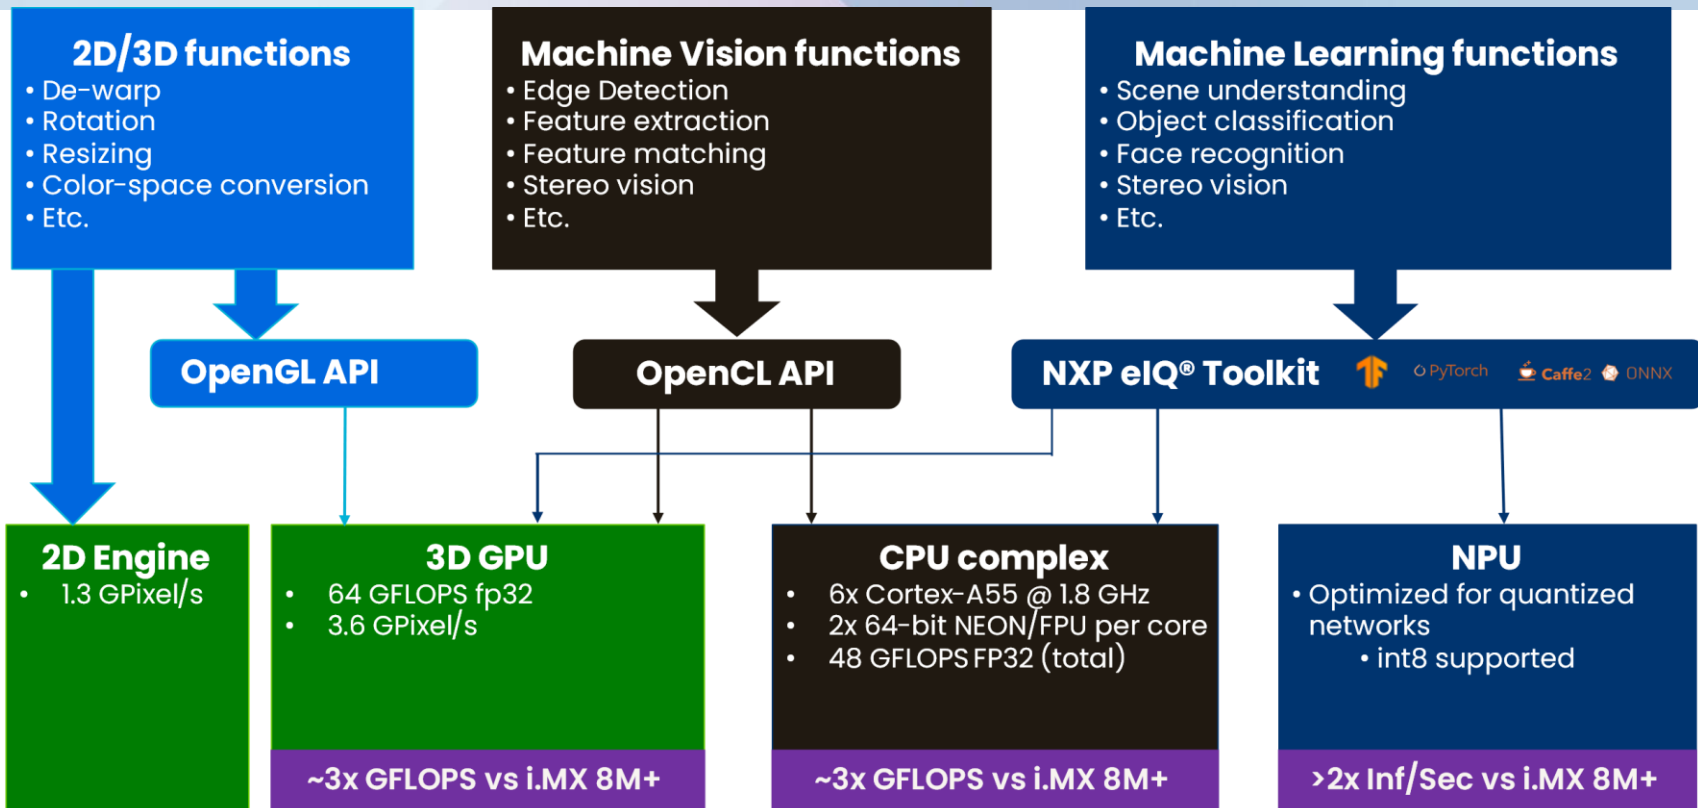 2D/3D functions
• De-warp
• Rotation
• Resizing
• Color-space conversion
• Etc.
Machine Vision functions
• Edge Detection
• Feature extraction
• Feature matching
• Stereo vision
• Etc.
Machine Learning functions
• Scene understanding
• Object classification
• Face recognition
• Stereo vision
• Etc.
OpenGL API
OpenCL API
NXP eIQ® Toolkit PyTorch Caffe2 ONNX
2D Engine
• 1.3 GPixel/s
3D GPU
• 64 GFLOPS fp32
• 3.6 GPixel/s
~3x GFLOPS vs i.MX 8M+
CPU complex
• 6x Cortex-A55 @ 1.8 GHz
• 2x 64-bit NEON/FPU per core
• 48 GFLOPS FP32 (total)
~3x GFLOPS vs i.MX 8M+
NPU
• Optimized for quantized
networks
• int8 supported
>2x Inf/Sec vs i.MX 8M+